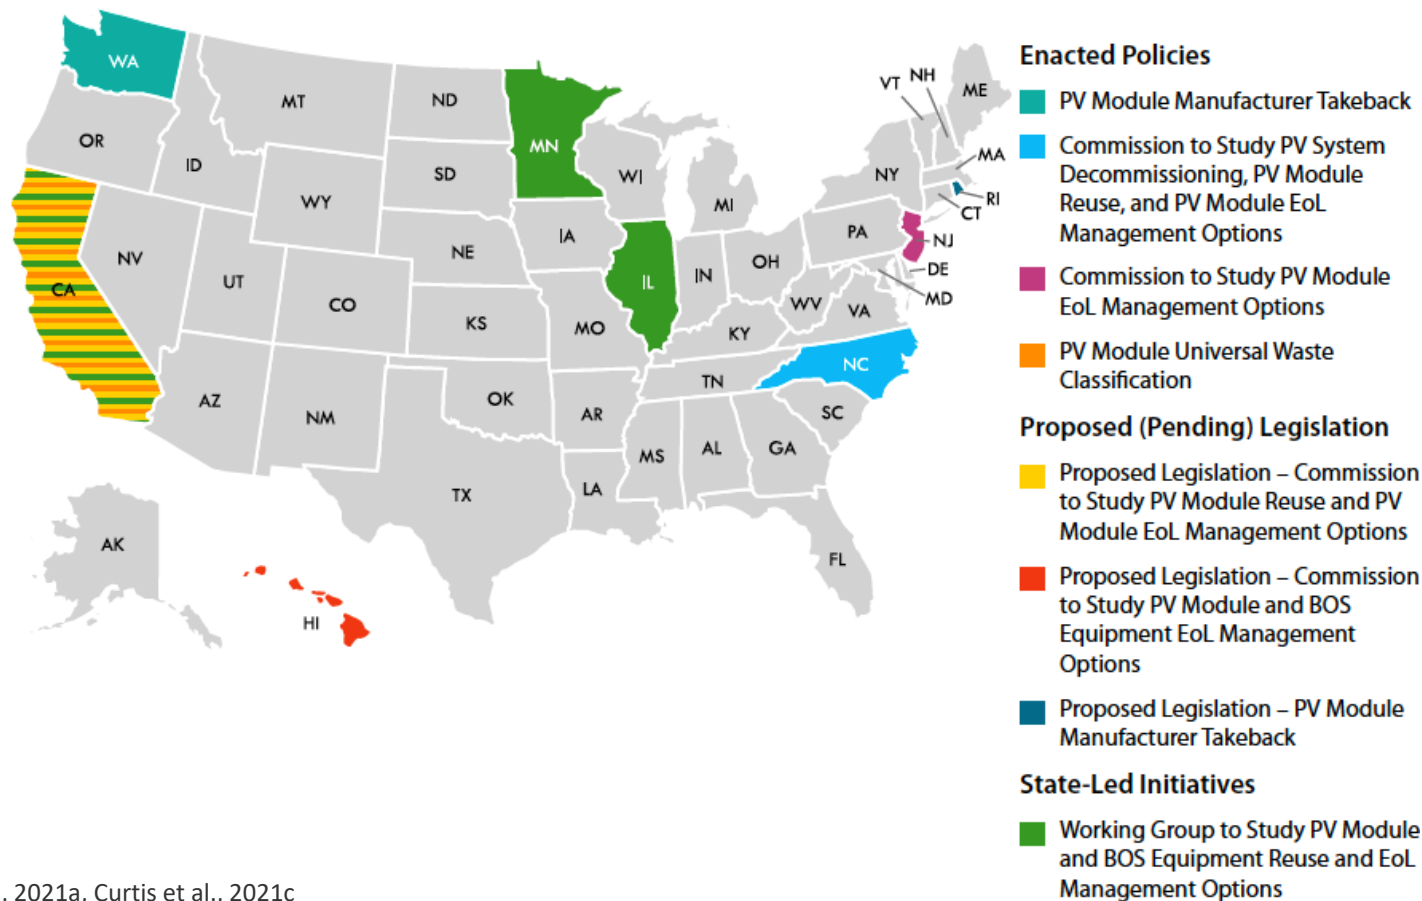 WA
MT
ND
MN
OR
ID
SD
WI
WY
MI
NY
VT
NH
ME
MA
RI
CT
NJ
PA
DE
MD
IA
NE
NV
UT
CO
CA
IL
IN
OH
WV
VA
KS
MO
KY
NC
TN
AZ
NM
OK
AR
SC
MS
AL
GA
LA
TX
FL
AK
HI
Enacted Policies
PV Module Manufacturer Takeback
Commission to Study PV System
Decommissioning, PV Module
Reuse, and PV Module EoL
Management Options
Commission to Study PV Module
EoL Management Options
PV Module Universal Waste
Classification
Proposed (Pending) Legislation
Proposed Legislation – Commission
to Study PV Module Reuse and PV
Module EoL Management Options
Proposed Legislation – Commission
to Study PV Module and BOS
Equipment EoL Management
Options
Proposed Legislation – PV Module
Manufacturer Takeback
State-Led Initiatives
Working Group to Study PV Module
and BOS Equipment Reuse and EoL
Management Options
. 2021a. Curtis et al.. 2021c